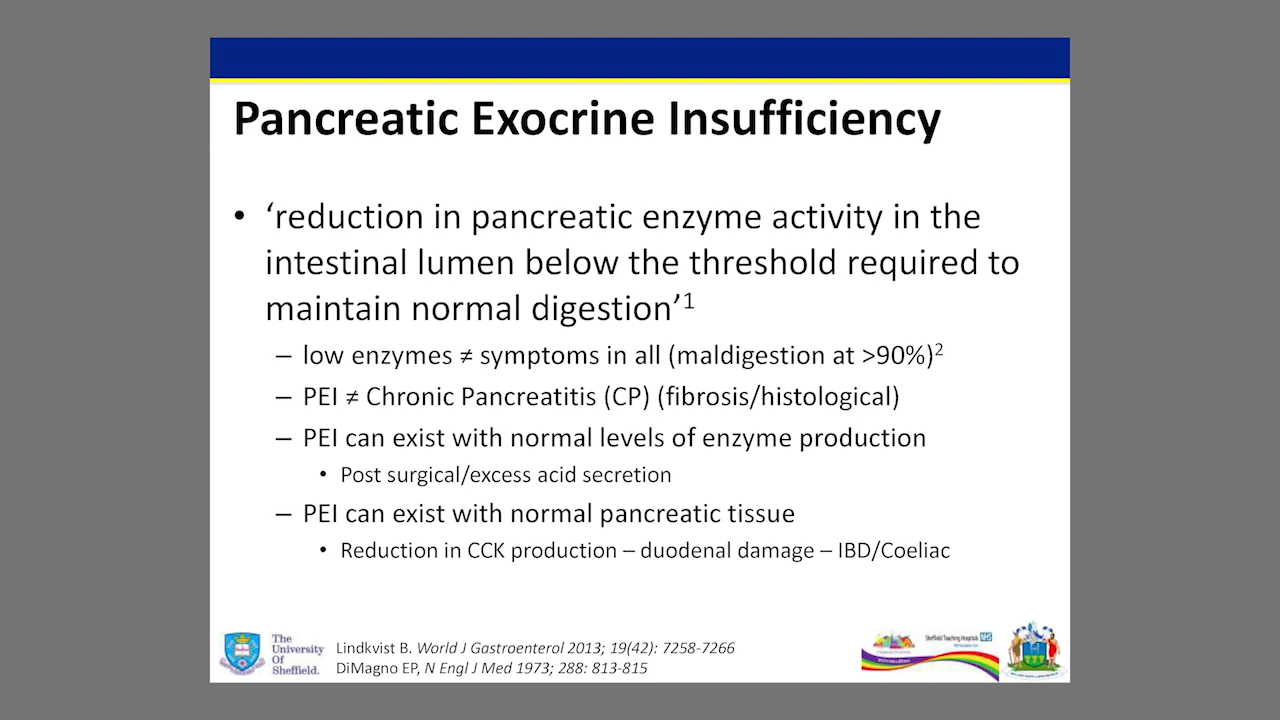 Pancreatic Exocrine Insufficiency
• ‘reduction in pancreatic enzyme activity in the
intestinal lumen below the threshold required to
maintain normal digestion’1
– low enzymes ≠ symptoms in all (maldigestion at >90%)2
– PEI ≠ Chronic Pancreatitis (CP) (fibrosis/histological)
– PEI can exist with normal levels of enzyme production
• Post surgical/excess acid secretion
– PEI can exist with normal pancreatic tissue
• Reduction in CCK production – duodenal damage – IBD/Coeliac
The
University
Of
Sheffield.
Lindkvist B. World J Gastroenterol 2013; 19(42): 7258-7266
DiMagno EP, N Engl J Med 1973; 288: 813-815
Sheffield Teaching Hospitals NHS